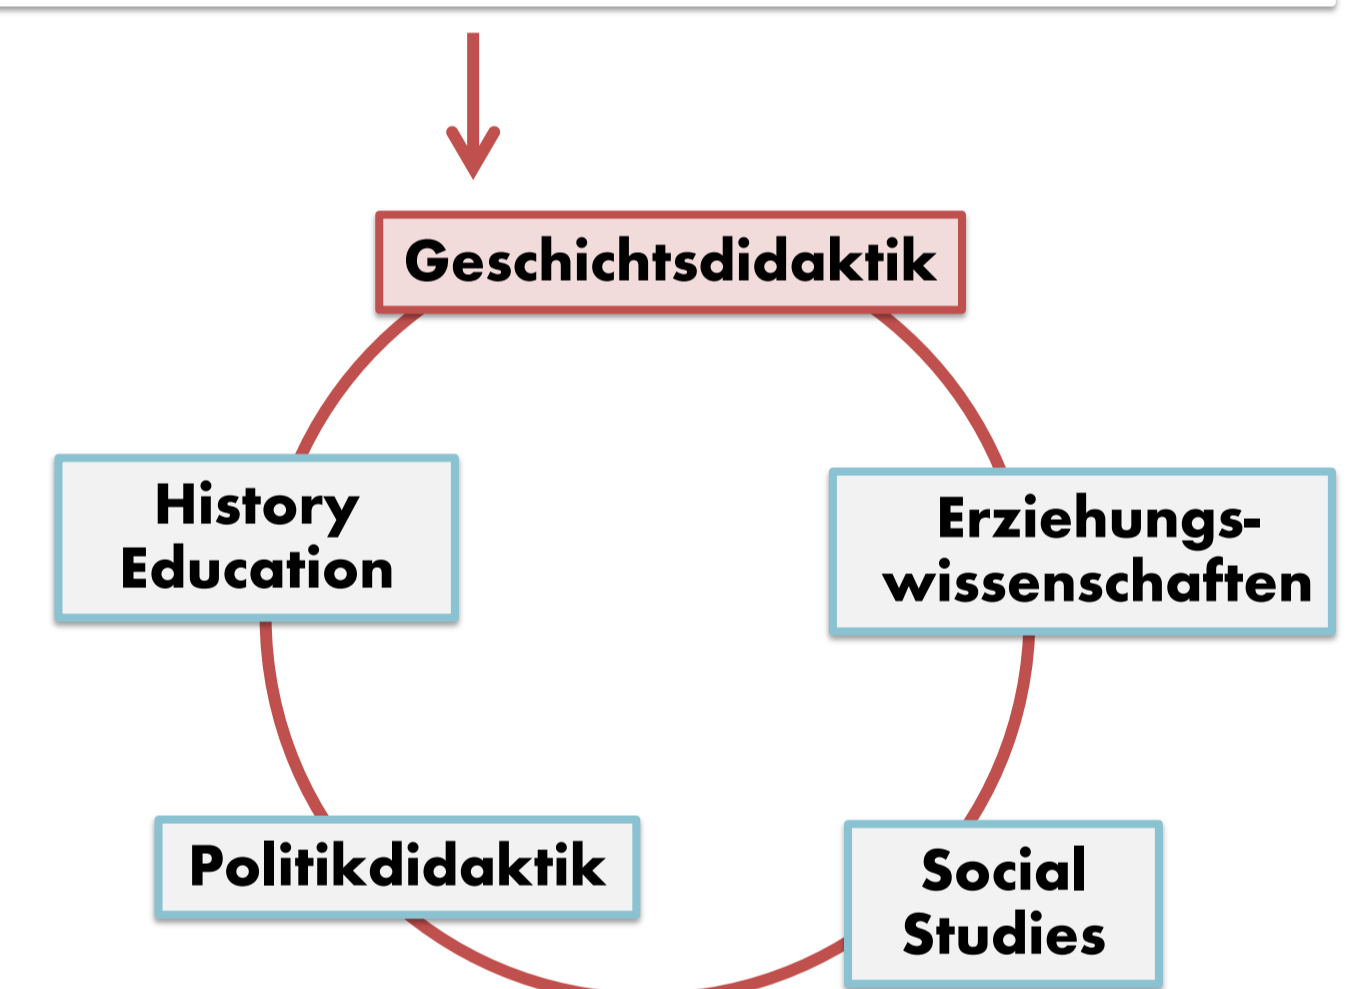 Geschichtsdidaktik
History
Education
Erziehungs-
wissenschaften
Politikdidaktik
Social
Studies